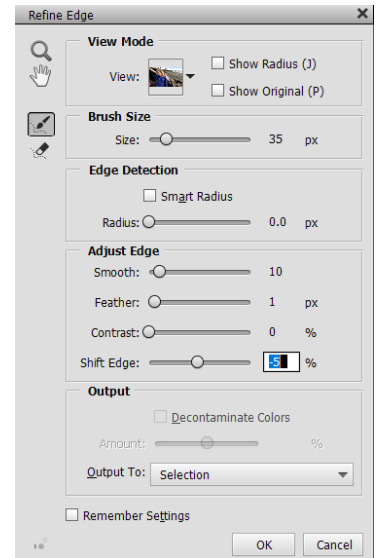 Refine Edge
View Mode
View:
Show Radius (J)
Show Original (P)
Brush Size
Size: 35 px
Edge Detection
Smart Radius
Radius: 0.0 px
Adjust Edge
Smooth: 10
Feather: 1 px
Contrast: 0 %
Shift Edge: -5 %
Output
Decontaminate Colors
Amount: %
Output To: Selection
Remember Settings
OK Cancel